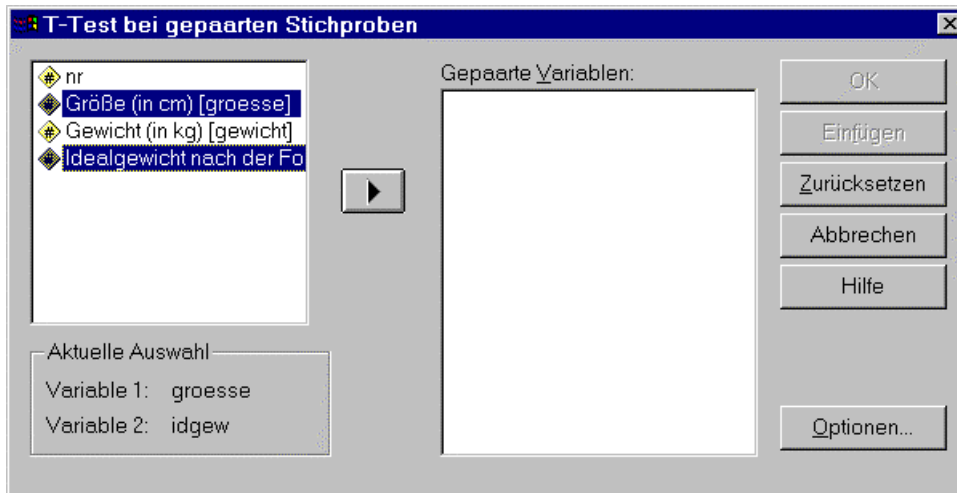 T-Test bei gepaarten Stichproben
nr
Größe (in cm) [groesse]
Gewicht (in kg) [gewicht]
Idealgewicht nach der Fo
Aktuelle Auswahl
Variable 1: groesse
Variable 2: idgew
Gepaarte Variablen:
OK
Einfügen
Zurücksetzen
Abbrechen
Hilfe
Optionen...